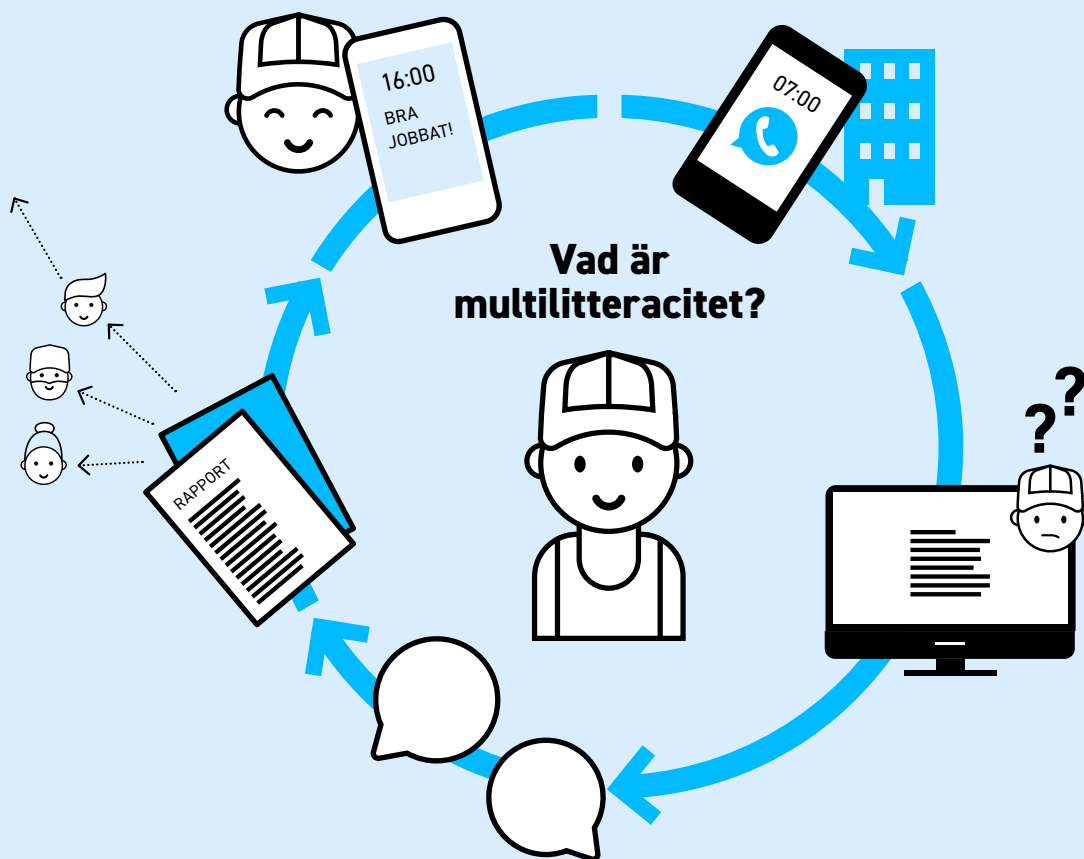 16:00
BRA
JOBBAT!
07:00
Vad är
multilitteracitet?
?
?
RAPPORT